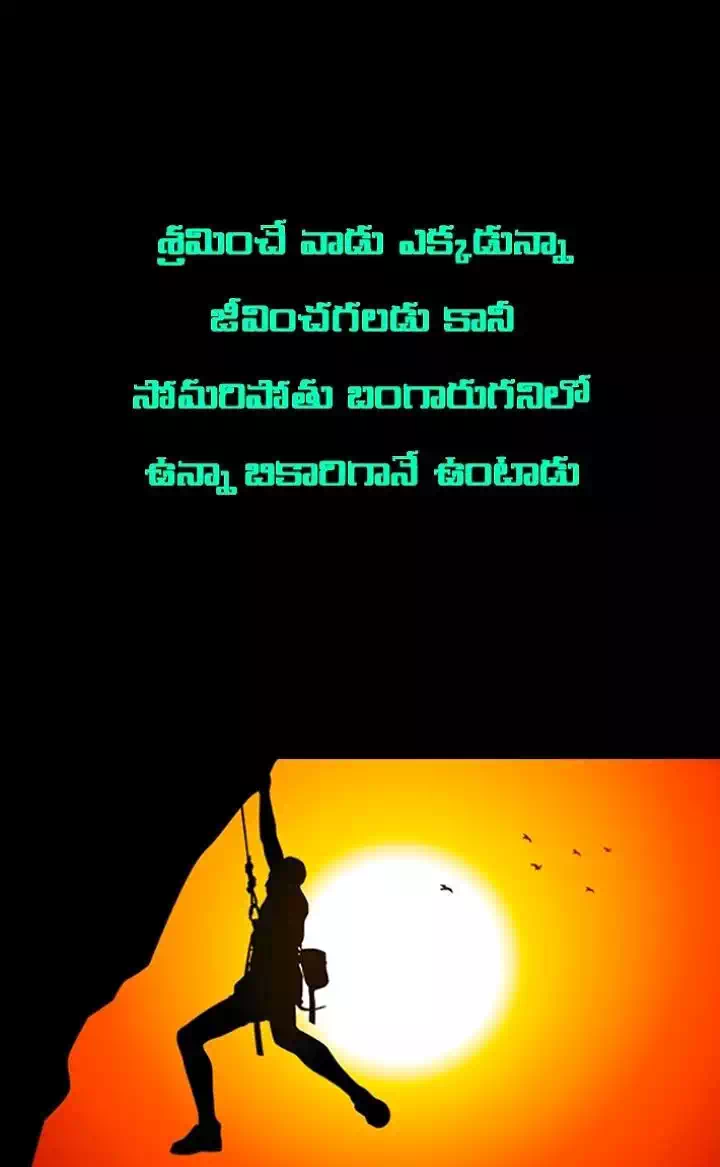 శ్రమించే వాడు ఎక్కడున్నా
జీవించగలడు కానీ
సోమరిపోతు బంగారుగనిలో
ఉన్నా బికారిగానే ఉంటాడు